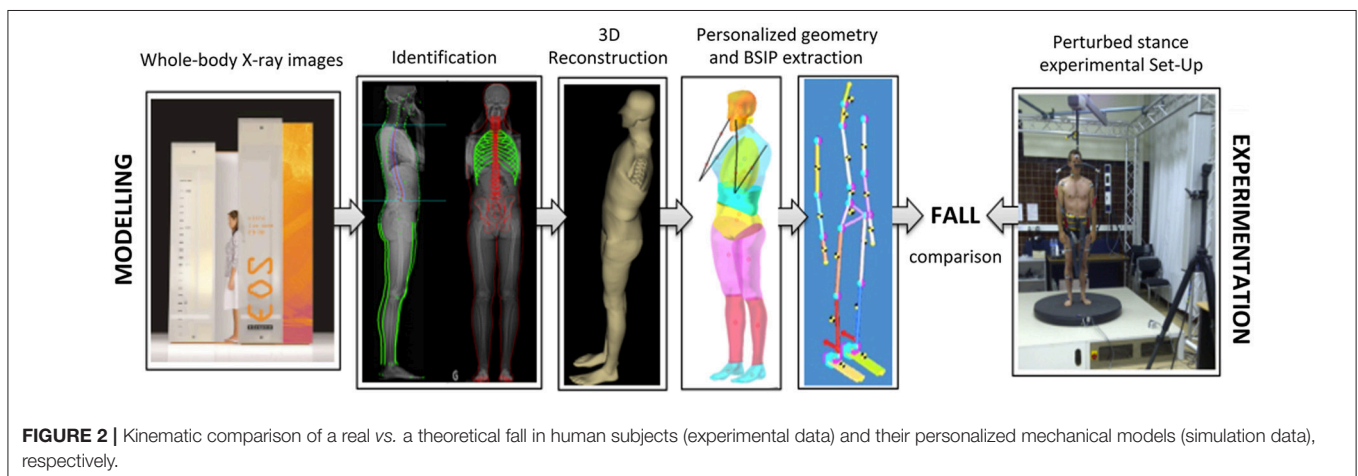 Whole-body X-ray images
Identification
3D
Reconstruction
Personalized geometry
and BSIP extraction
Perturbed stance
experimental Set-Up
MODELLING
EOS
G
FALL
comparison
EXPERIMENTATION
FIGURE 2 | Kinematic comparison of a real vs. a theoretical fall in human subjects (experimental data) and their personalized mechanical models (simulation data),
respectively.